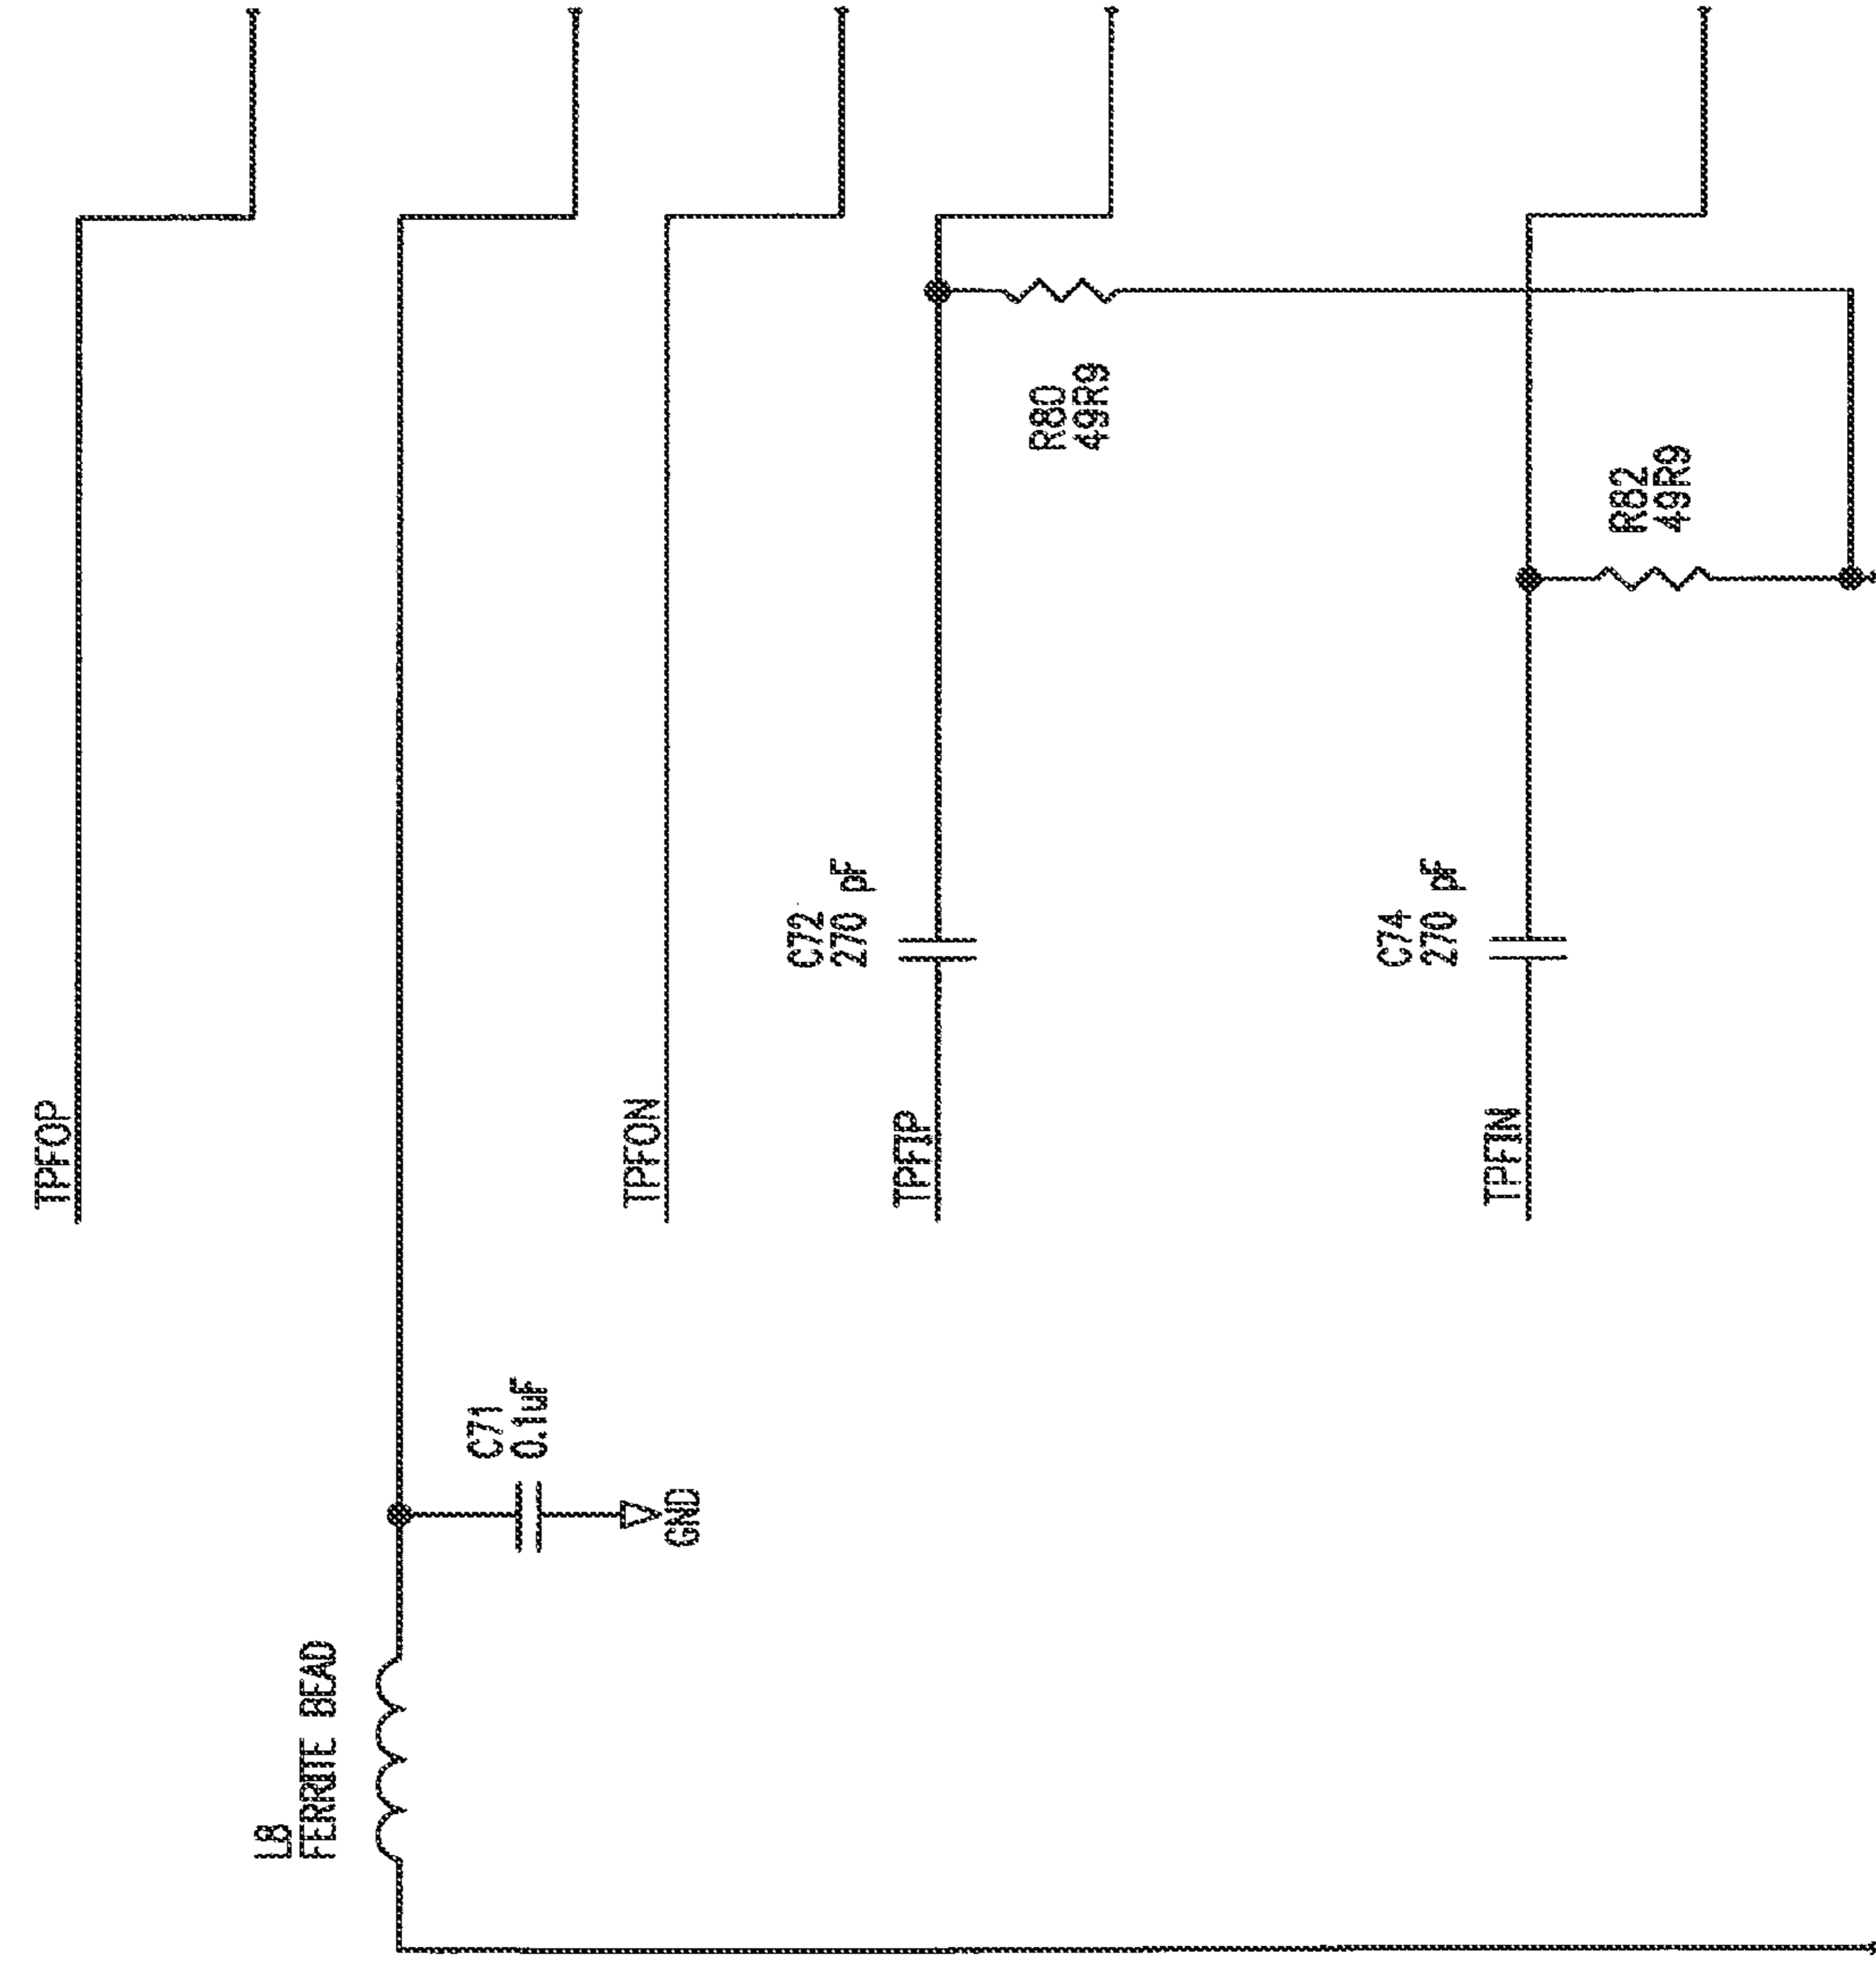 TPFOP
L8
FERRITE BEAD
C71
0.1uF
GND
TPFON
C72
270 pF
TPFIP
R80
49R9
C74
270 pF
TPFIN
R82
49R9